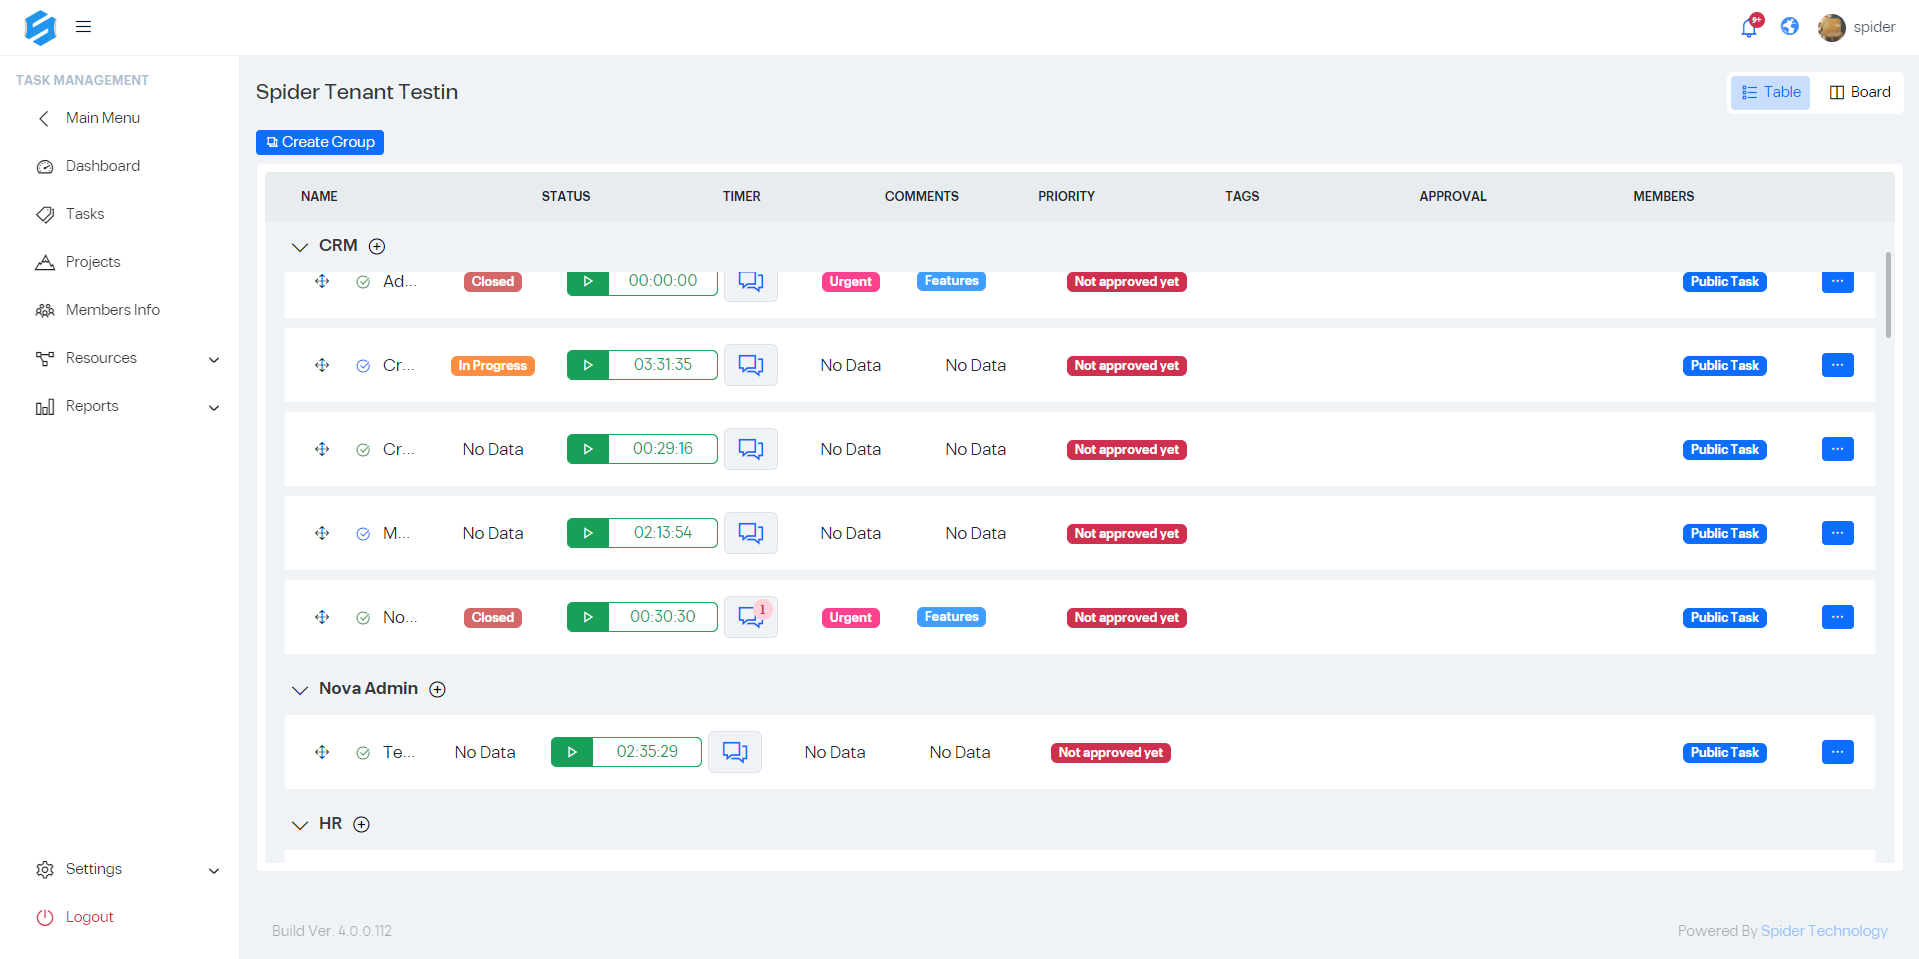 9+
spider
TASK MANAGEMENT
Main Menu
Dashboard
Tasks
Projects
Members Info
Resources
Reports
Settings
Logout
Spider Tenant Testin
Table Board
Create Group
NAME STATUS TIMER COMMENTS PRIORITY TAGS APPROVAL MEMBERS
CRM
Ad... Closed 00:00:00 Urgent Features Not approved yet Public Task ...
Cr... In Progress 03:31:35 No Data No Data Not approved yet Public Task ...
Cr... No Data 00:29:16 No Data No Data Not approved yet Public Task ...
M... No Data 02:13:54 No Data No Data Not approved yet Public Task ...
No... Closed 00:30:30 1 Urgent Features Not approved yet Public Task ...
Nova Admin
Te... No Data 02:35:29 No Data No Data Not approved yet Public Task ...
HR
Build Ver. 4.0.0.112
Powered By Spider Technology